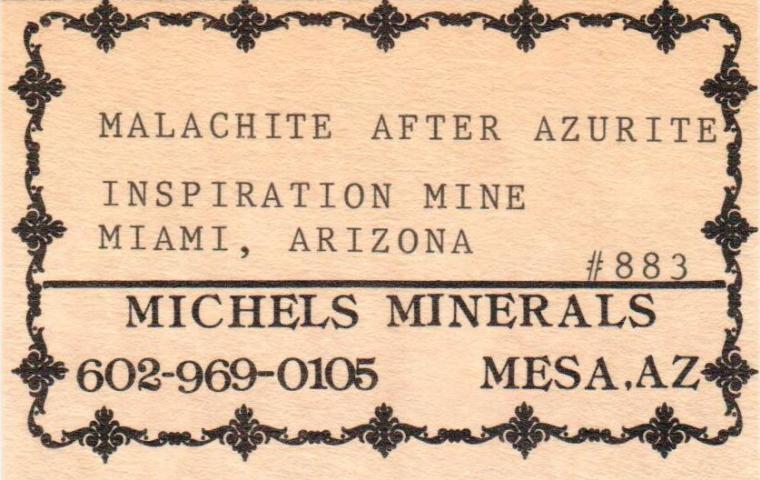 MALACHITE AFTER AZURITE
INSPIRATION MINE
MIAMI, ARIZONA
#883
MICHELS MINERALS
602-969-0105 MESA, AZ